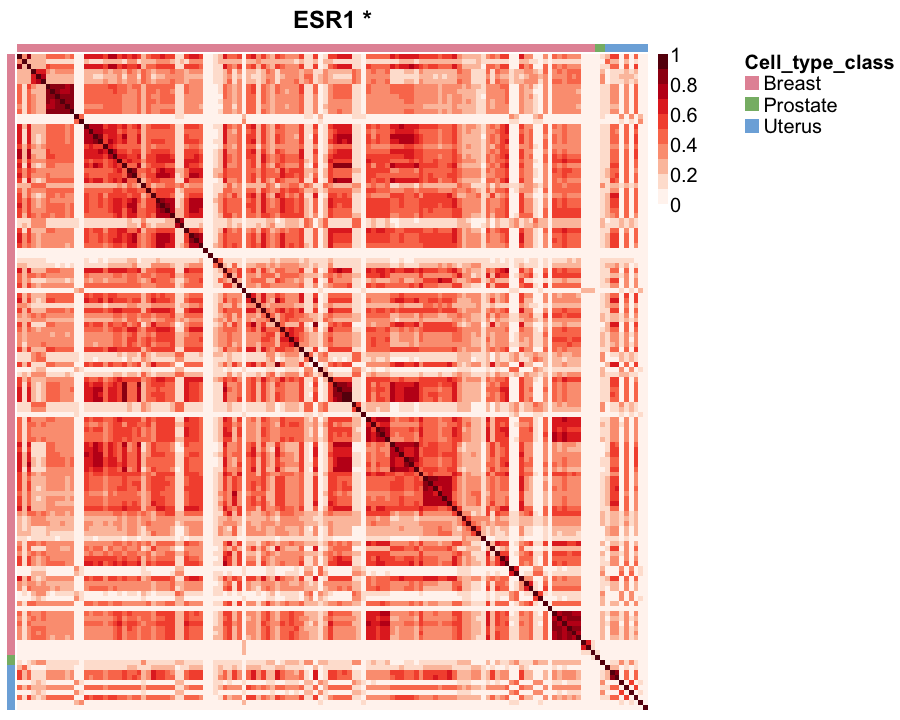 ESR1 *
1
0.8
0.6
0.4
0.2
0
Cell_type_class
Breast
Prostate
Uterus